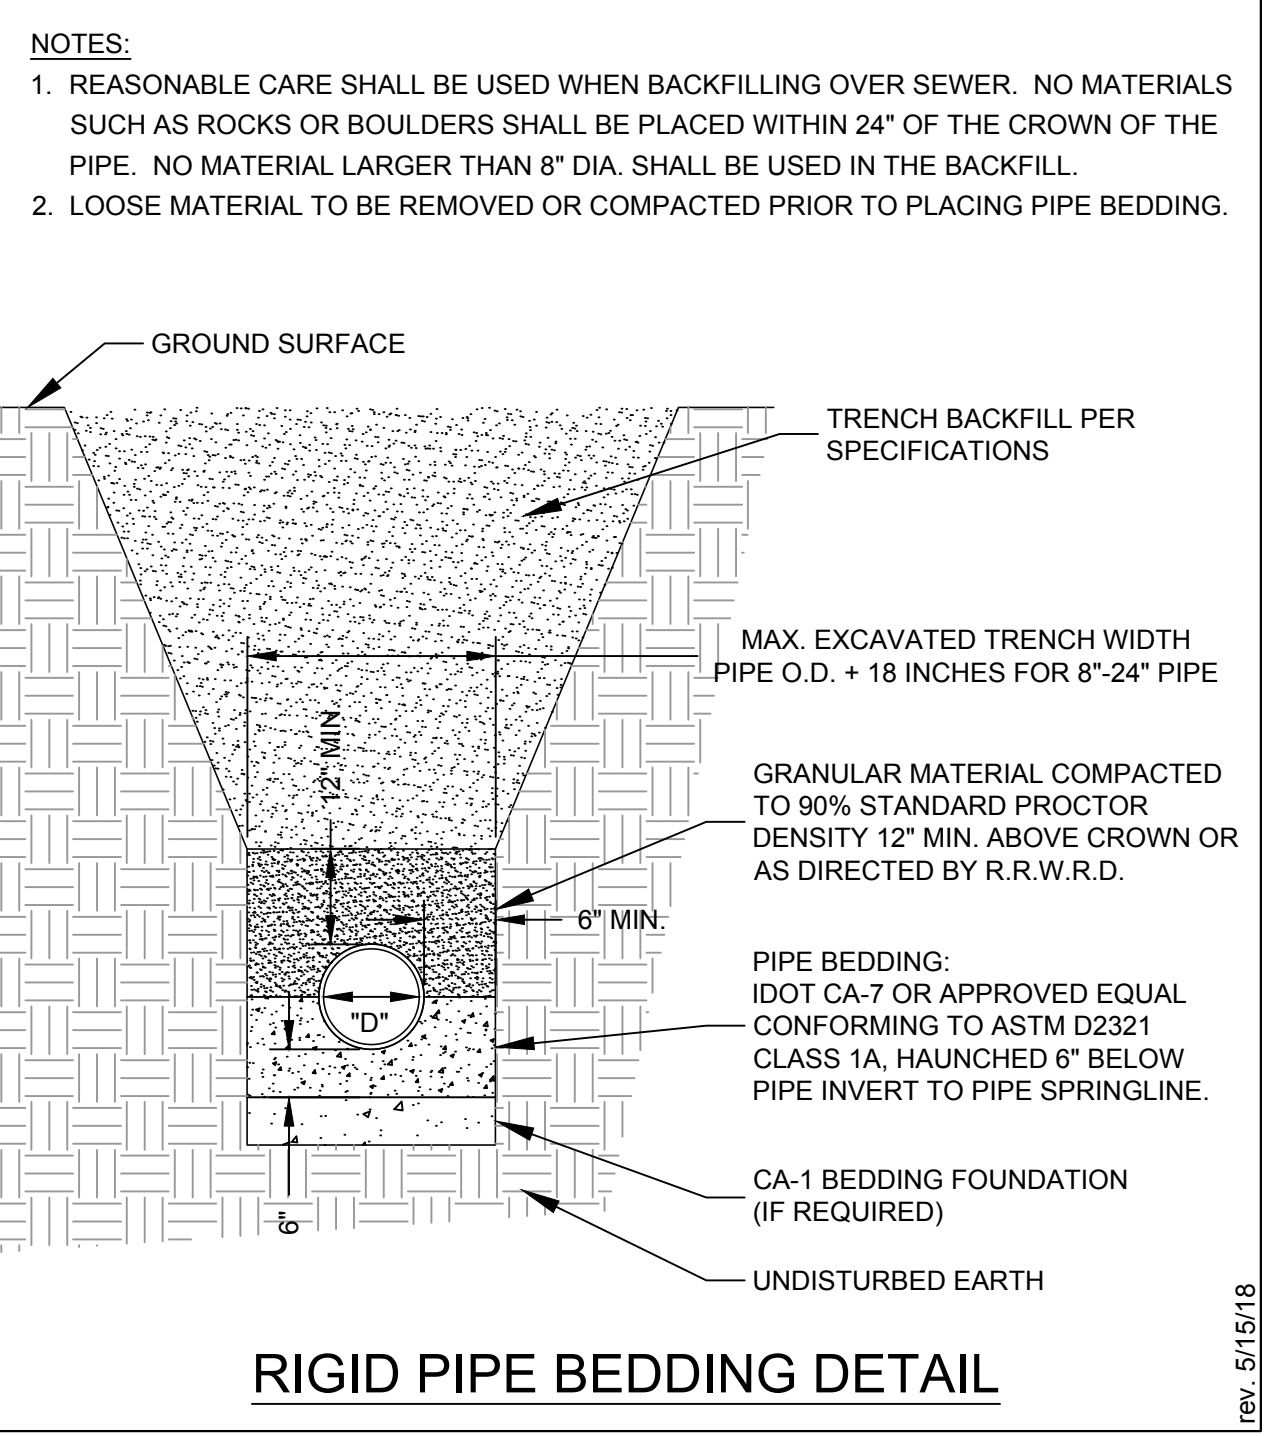 NOTES:
1. REASONABLE CARE SHALL BE USED WHEN BACKFILLING OVER SEWER. NO MATERIALS
SUCH AS ROCKS OR BOULDERS SHALL BE PLACED WITHIN 24" OF THE CROWN OF THE
PIPE. NO MATERIAL LARGER THAN 8" DIA. SHALL BE USED IN THE BACKFILL.
2. LOOSE MATERIAL TO BE REMOVED OR COMPACTED PRIOR TO PLACING PIPE BEDDING.
GROUND SURFACE
TRENCH BACKFILL PER
SPECIFICATIONS
MAX. EXCAVATED TRENCH WIDTH
PIPE O.D. + 18 INCHES FOR 8"-24" PIPE
12" MIN
GRANULAR MATERIAL COMPACTED
TO 90% STANDARD PROCTOR
DENSITY 12" MIN. ABOVE CROWN OR
AS DIRECTED BY R.R.W.R.D.
6" MIN.
"D"
PIPE BEDDING:
IDOT CA-7 OR APPROVED EQUAL
CONFORMING TO ASTM D2321
CLASS 1A, HAUNCHED 6" BELOW
PIPE INVERT TO PIPE SPRINGLINE.
CA-1 BEDDING FOUNDATION
(IF REQUIRED)
6"
UNDISTURBED EARTH
RIGID PIPE BEDDING DETAIL
rev. 5/15/18